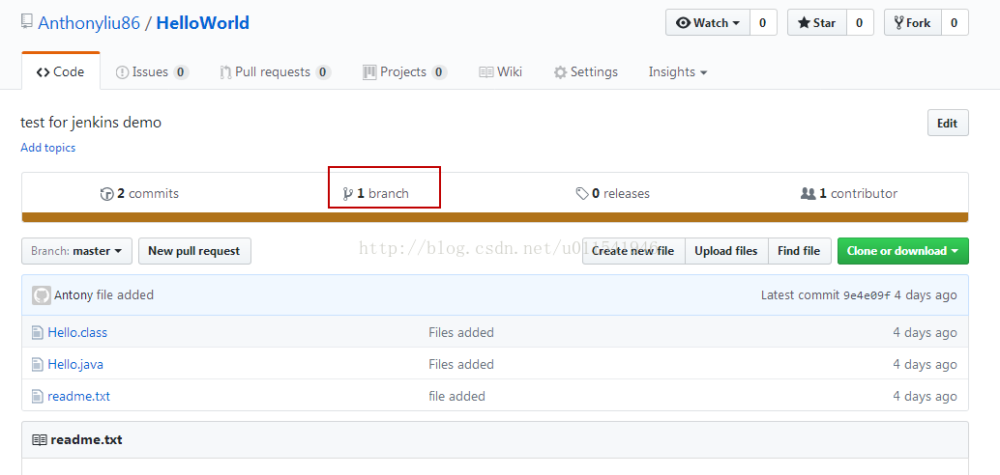 Anthonyliu86 / HelloWorld Watch 0 Star 0 Fork 0
Code Issues 0 Pull requests 0 Projects 0 Wiki Settings Insights
test for jenkins demo Edit
Add topics
2 commits 1 branch 0 releases 1 contributor
Branch: master New pull request http://blog.csdn.net/u011541946 Create new file Upload files Find file Clone or download
Antony file added Latest commit 9e4e09f 4 days ago
Hello.class Files added 4 days ago
Hello.java Files added 4 days ago
readme.txt file added 4 days ago
readme.txt